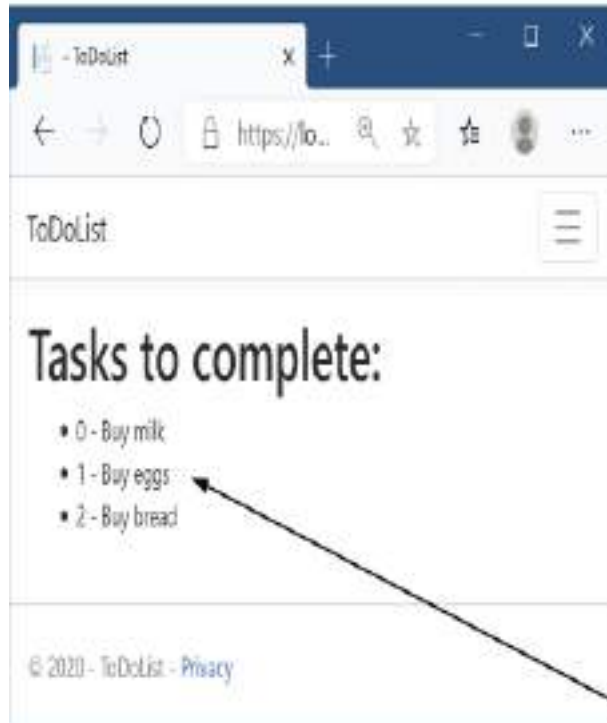 - ToDoList
https://lo...
ToDoList
Tasks to complete:
• 0 - Buy milk
• 1 - Buy eggs
• 2 - Buy bread
© 2020 - ToDoList - Privacy